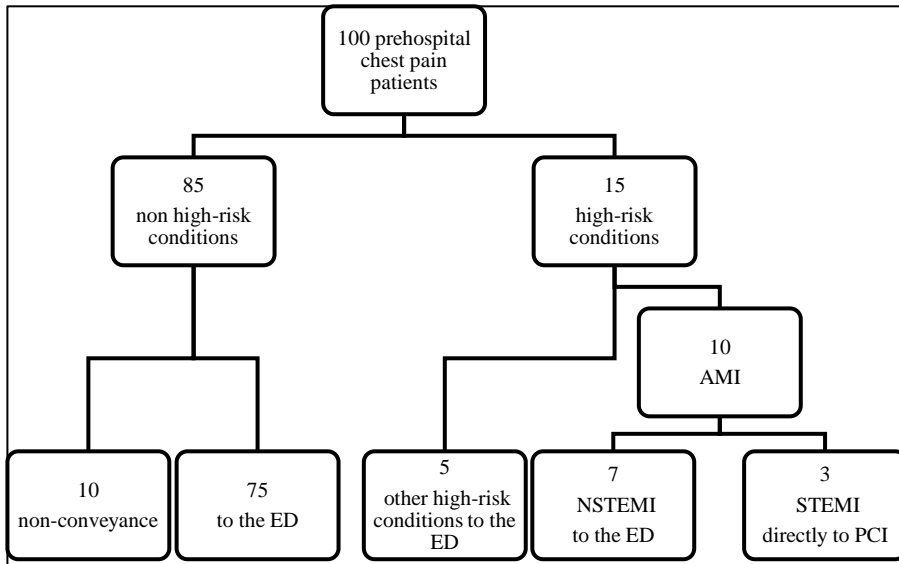 100 prehospital
chest pain
patients
85
non high-risk
conditions
15
high-risk
conditions
10
AMI
10
non-conveyance
75
to the ED
5
other high-risk
conditions to the
ED
7
NSTEMI
to the ED
3
STEMI
directly to PCI